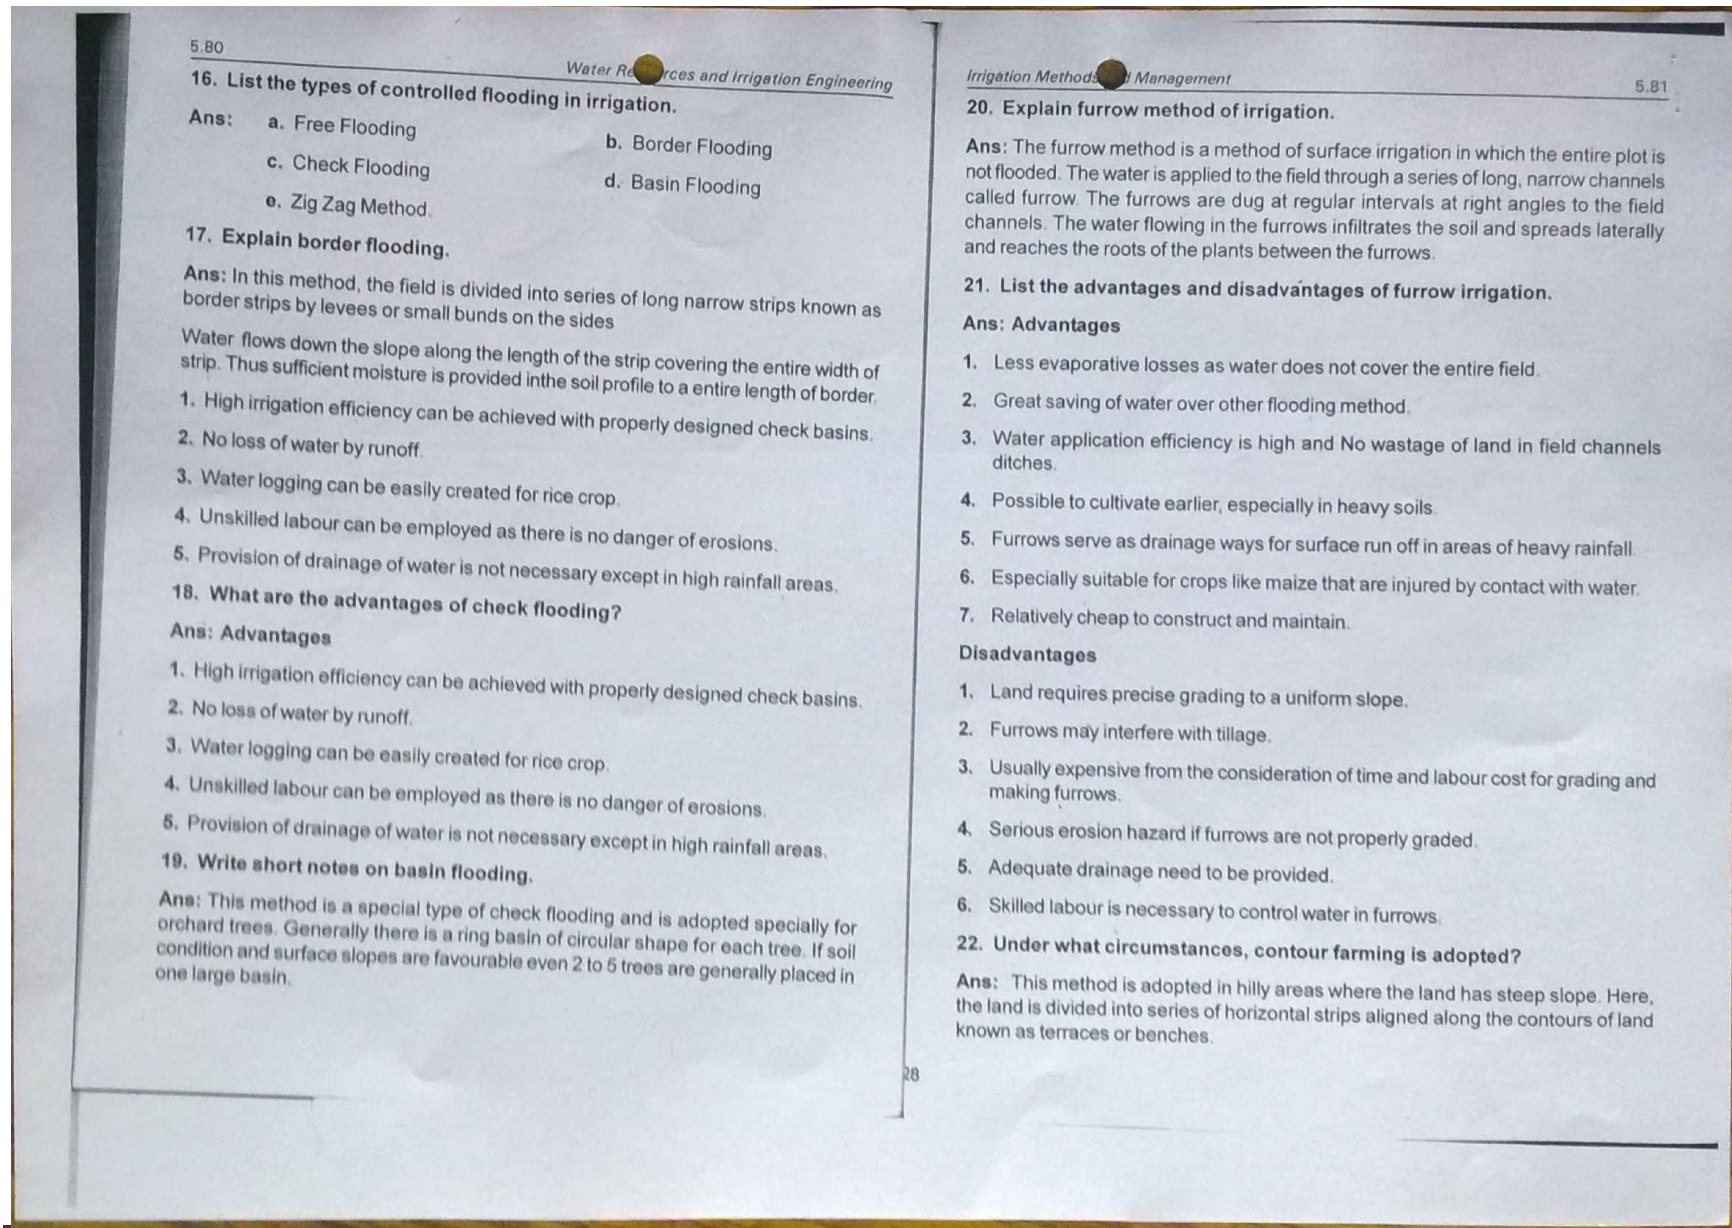 5.80
Water Re rces and Irrigation Engineering
16. List the types of controlled flooding in irrigation.
Ans: a. Free Flooding
b. Border Flooding
c. Check Flooding
d. Basin Flooding
e. Zig Zag Method.
17. Explain border flooding.
Ans: In this method, the field is divided into series of long narrow strips known as
border strips by levees or small bunds on the sides
Water flows down the slope along the length of the strip covering the entire width of
strip. Thus sufficient moisture is provided inthe soil profile to a entire length of border.
1. High irrigation efficiency can be achieved with properly designed check basins.
2. No loss of water by runoff.
3. Water logging can be easily created for rice crop.
4. Unskilled labour can be employed as there is no danger of erosions.
5. Provision of drainage of water is not necessary except in high rainfall areas.
18. What are the advantages of check flooding?
Ans: Advantages
1. High irrigation efficiency can be achieved with properly designed check basins.
2. No loss of water by runoff.
3. Water logging can be easily created for rice crop.
4. Unskilled labour can be employed as there is no danger of erosions.
5. Provision of drainage of water is not necessary except in high rainfall areas.
19. Write short notes on basin flooding.
Ans: This method is a special type of check flooding and is adopted specially for
orchard trees. Generally there is a ring basin of circular shape for each tree. If soil
condition and surface slopes are favourable even 2 to 5 trees are generally placed in
one large basin.
Irrigation Methods Management
5.81
20. Explain furrow method of irrigation.
Ans: The furrow method is a method of surface irrigation in which the entire plot is
not flooded. The water is applied to the field through a series of long, narrow channels
called furrow. The furrows are dug at regular intervals at right angles to the field
channels. The water flowing in the furrows infiltrates the soil and spreads laterally
and reaches the roots of the plants between the furrows.
21. List the advantages and disadvantages of furrow irrigation.
Ans: Advantages
1. Less evaporative losses as water does not cover the entire field.
2. Great saving of water over other flooding method.
3. Water application efficiency is high and No wastage of land in field channels
ditches.
4. Possible to cultivate earlier, especially in heavy soils.
5. Furrows serve as drainage ways for surface run off in areas of heavy rainfall.
6. Especially suitable for crops like maize that are injured by contact with water.
7. Relatively cheap to construct and maintain.
Disadvantages
1. Land requires precise grading to a uniform slope.
2. Furrows may interfere with tillage.
3. Usually expensive from the consideration of time and labour cost for grading and
making furrows.
4. Serious erosion hazard if furrows are not properly graded.
5. Adequate drainage need to be provided.
6. Skilled labour is necessary to control water in furrows.
22. Under what circumstances, contour farming is adopted?
Ans: This method is adopted in hilly areas where the land has steep slope. Here,
the land is divided into series of horizontal strips aligned along the contours of land
known as terraces or benches.
28